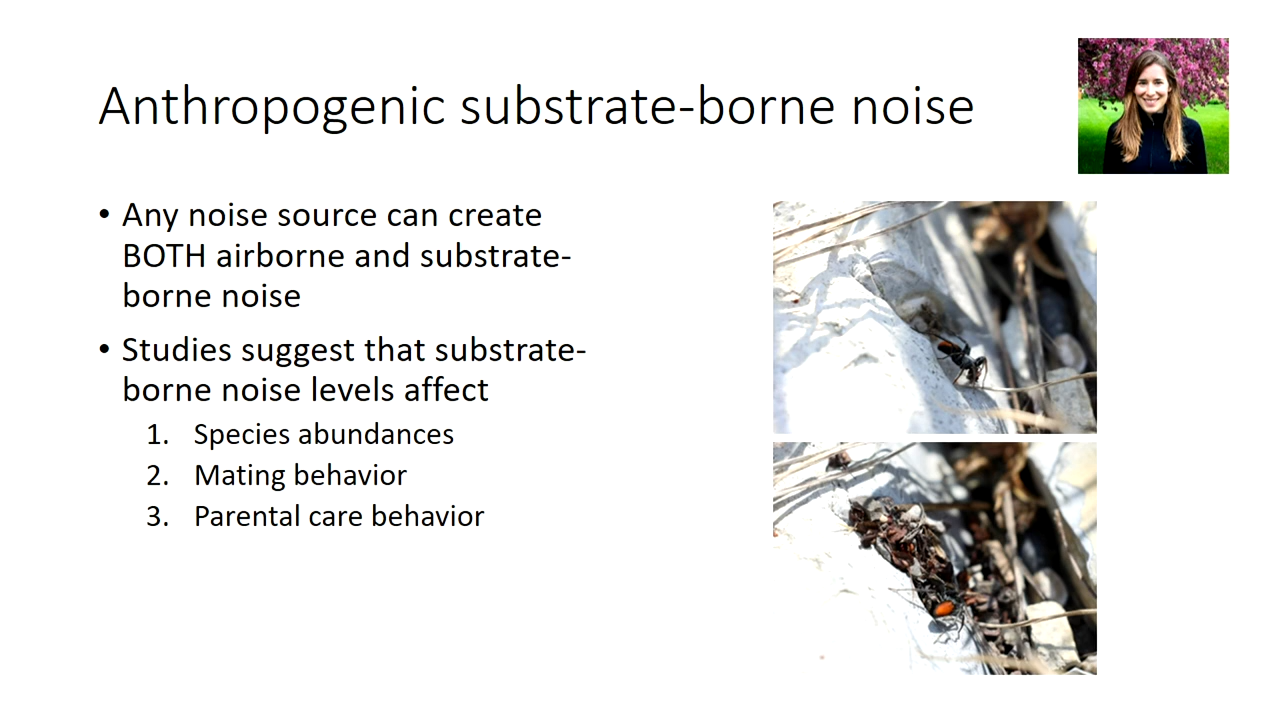 Anthropogenic substrate-borne noise
• Any noise source can create
BOTH airborne and substrate-
borne noise
• Studies suggest that substrate-
borne noise levels affect
1. Species abundances
2. Mating behavior
3. Parental care behavior